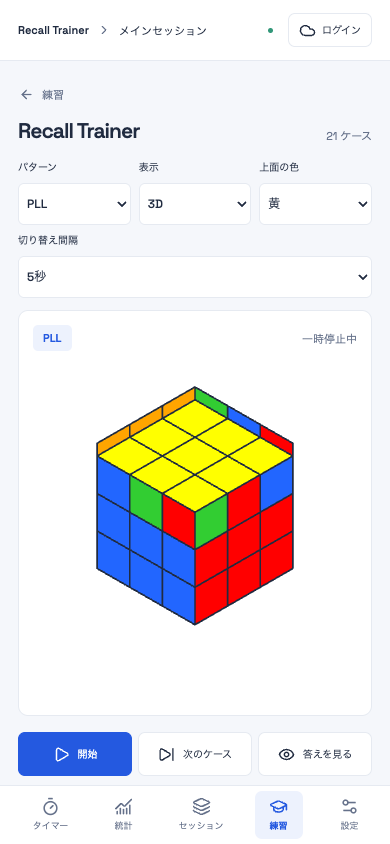 Recall Trainer > メインセッション
ログイン
練習
Recall Trainer
21 ケース
パターン 表示 上面の色
PLL 3D 黄
切り替え間隔
5秒
PLL 一時停止中
開始 次のケース 答えを見る
タイマー 統計 セッション 練習 設定